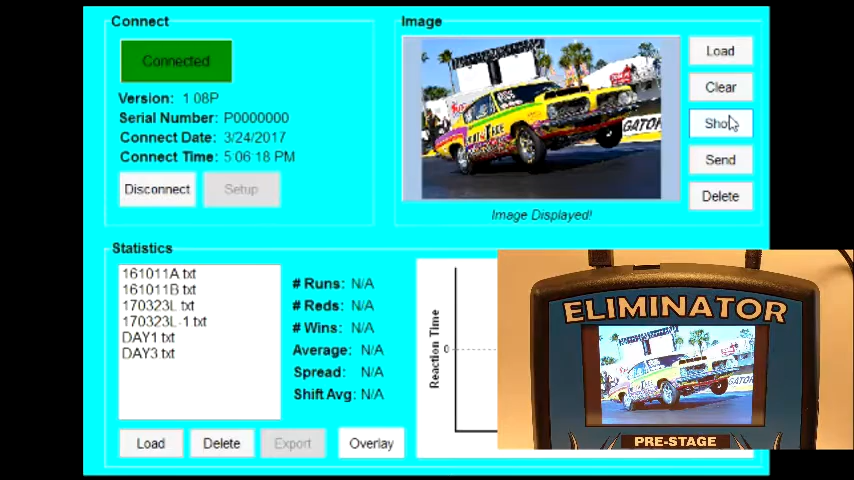 Connect
Connected
Version: 1 08P
Serial Number: P0000000
Connect Date: 3/24/2017
Connect Time: 5:06:18 PM
Disconnect
Setup
Image
GATOR
Load
Clear
Show
Send
Delete
Image Displayed!
Statistics
161011A txt
161011B txt
170323L txt
170323L-1 txt
DAY1 txt
DAY3 txt
# Runs: N/A
# Reds: N/A
# Wins: N/A
Average: N/A
Spread: N/A
Shift Avg: N/A
Load
Delete
Export
Overlay
Reaction Time
0
ELIMINATOR
GATOR
PRE-STAGE